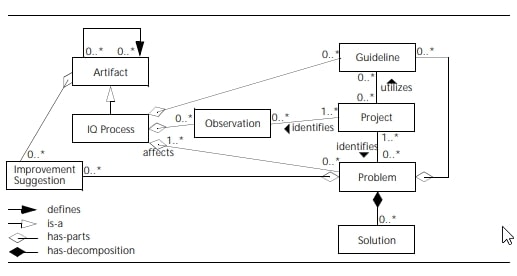 0..* 0..*
0..* 0..*
Artifact
Guideline
0..*
utilizes
0..*
IQ Process
0..*
Observation
0..*
1..*
Project
identifies
1..*
affects
identifies
1..*
0..*
0..*
0..*
Improvement
Suggestion
0..*
Problem
defines
is-a
has-parts
has-decomposition
0..*
Solution